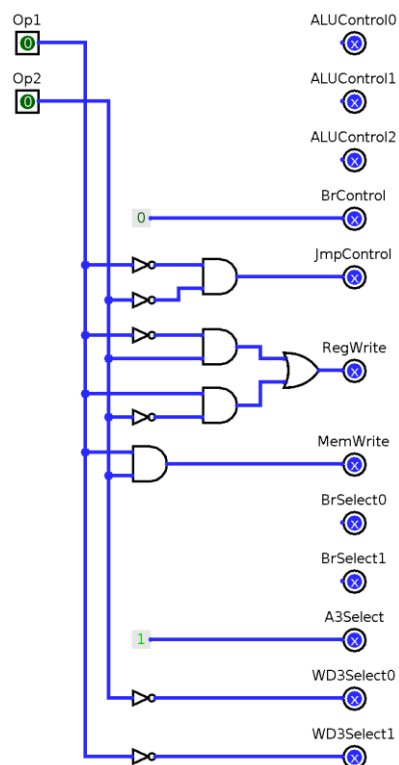 Op1
ALUControl0
0
x
Op2
ALUControl1
0
x
ALUControl2
x
BrControl
0
x
JmpControl
x
RegWrite
x
MemWrite
x
BrSelect0
x
BrSelect1
x
A3Select
1
x
WD3Select0
x
WD3Select1
x